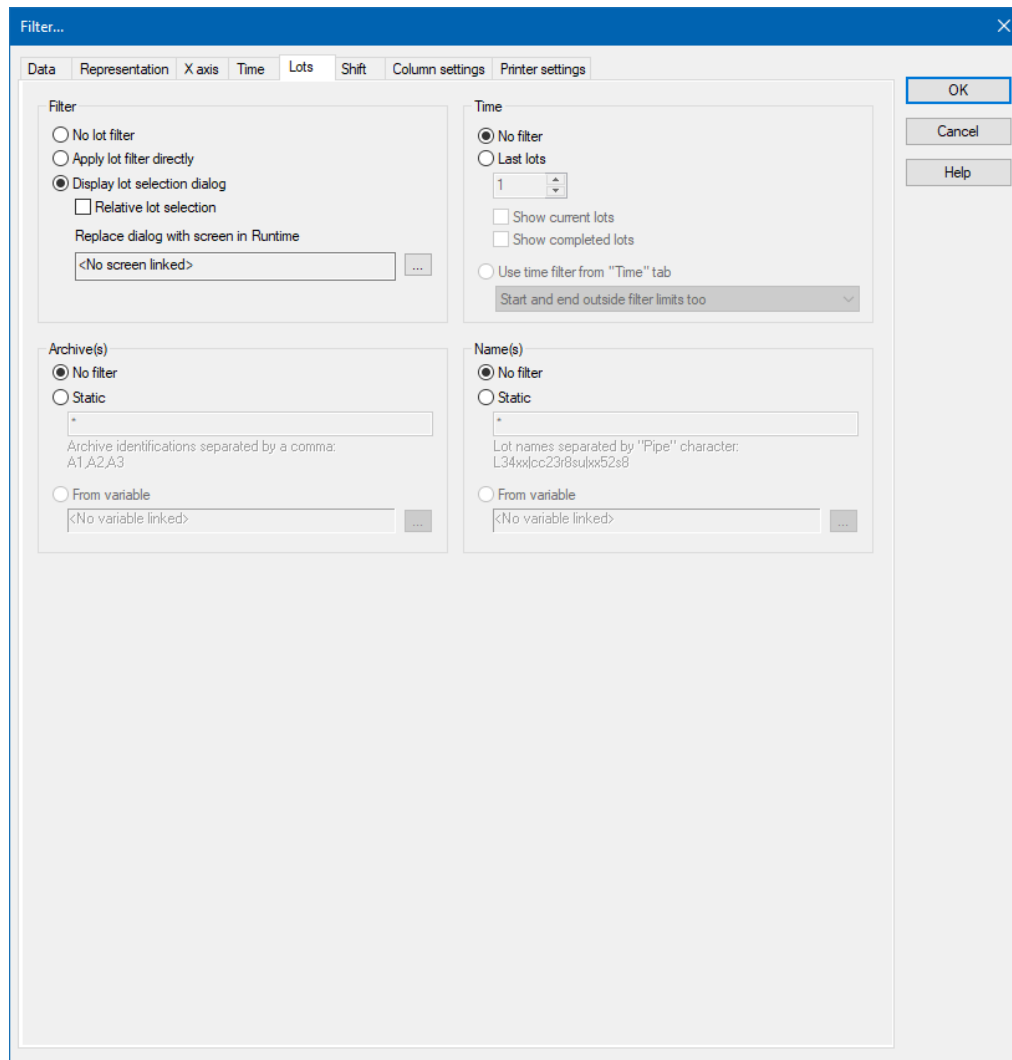 Filter...
Data Representation X axis Time Lots Shift Column settings Printer settings
OK
Cancel
Help
Filter
No lot filter
Apply lot filter directly
Display lot selection dialog
Relative lot selection
Replace dialog with screen in Runtime
<No screen linked>
...
Time
No filter
Last lots
1
Show current lots
Show completed lots
Use time filter from "Time" tab
Start and end outside filter limits too
Archive(s)
No filter
Static
*
Archive identifications separated by a comma:
A1,A2,A3
From variable
<No variable linked>
...
Name(s)
No filter
Static
*
Lot names separated by "Pipe" character:
L34xx|cc23r8su|xx52s8
From variable
<No variable linked>
...